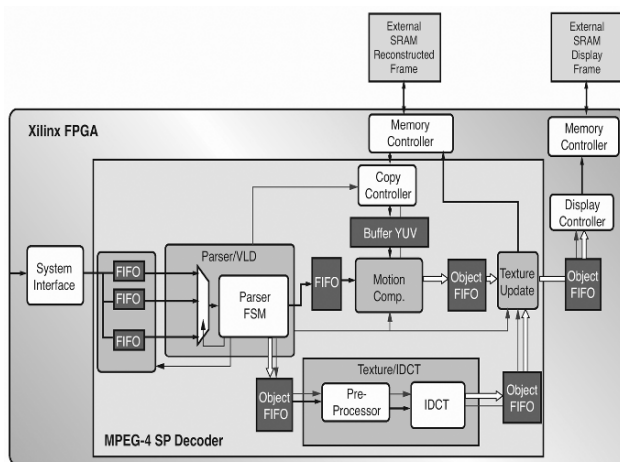 External
SRAM
Reconstructed
Frame
External
SRAM
Display
Frame
Xilinx FPGA
Memory
Controller
Memory
Controller
Copy
Controller
Display
Controller
Buffer YUV
Parser/VLD
System
Interface
FIFO
FIFO
FIFO
Parser
FSM
FIFO
Motion
Comp.
Object
FIFO
Texture
Update
Object
FIFO
Texture/IDCT
Object
FIFO
Pre-
Processor
IDCT
Object
FIFO
MPEG-4 SP Decoder